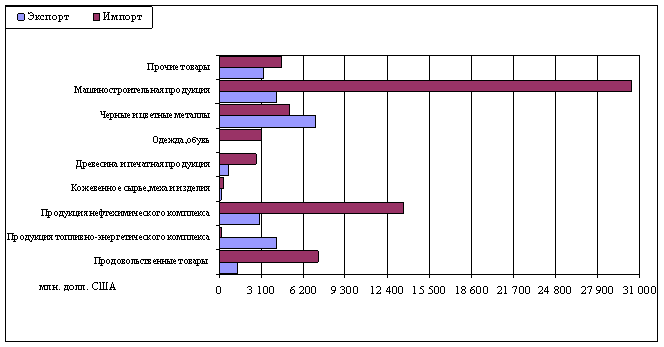 Экспорт Импорт
Прочие товары
Машиностроительная продукция
Черные и цветные металлы
Одежда,обувь
Древесина и печатная продукция
Кожевенное сырье,меха и изделия
Продукция нефтехимического комплекса
Продукция топливно-энергетического комплекса
Продовольственные товары
млн. долл. США
0 3 100 6 200 9 300 12 400 15 500 18 600 21 700 24 800 27 900 31 000